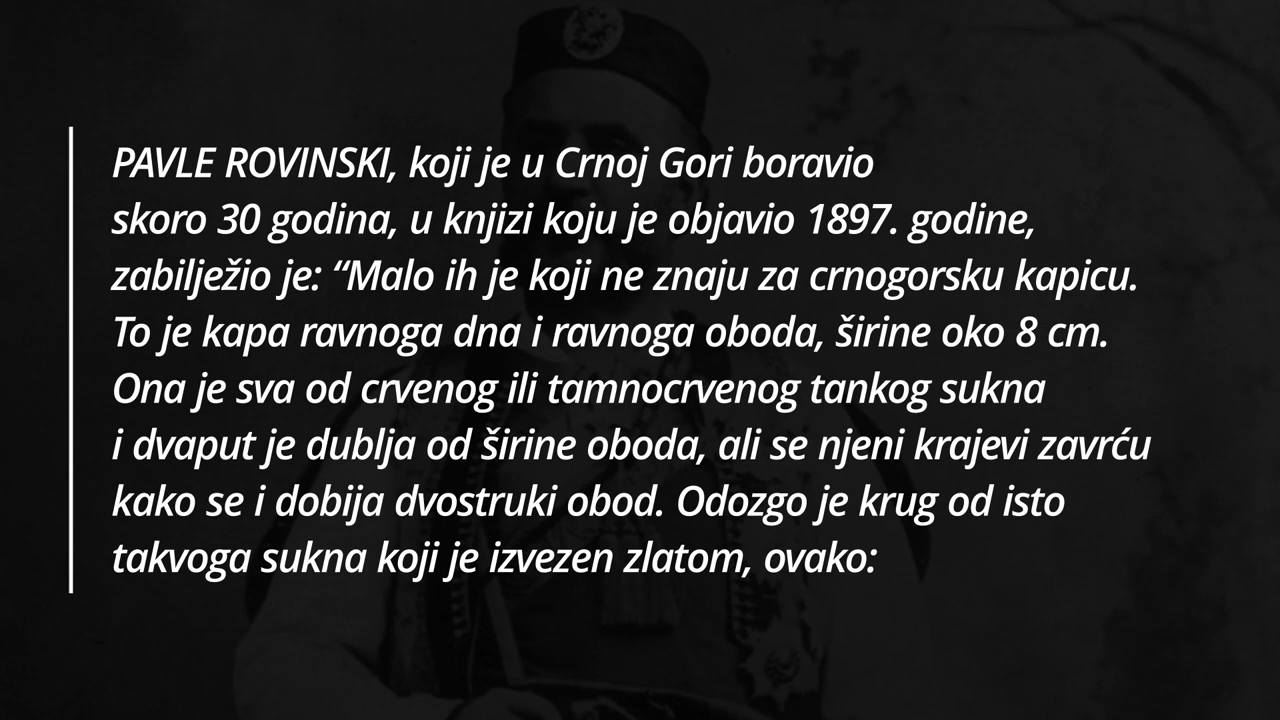 PAVLE ROVINSKI, koji je u Crnoj Gori boravio
skoro 30 godina, u knjizi koju je objavio 1897. godine,
zabilježio je: “Malo ih je koji ne znaju za crnogorsku kapicu.
To je kapa ravnoga dna i ravnoga oboda, širine oko 8 cm.
Ona je sva od crvenog ili tamnocrvenog tankog sukna
i dvaput je dublja od širine oboda, ali se njeni krajevi zavrću
kako se i dobija dvostruki obod. Odozgo je krug od isto
takvoga sukna koji je izvezen zlatom, ovako: